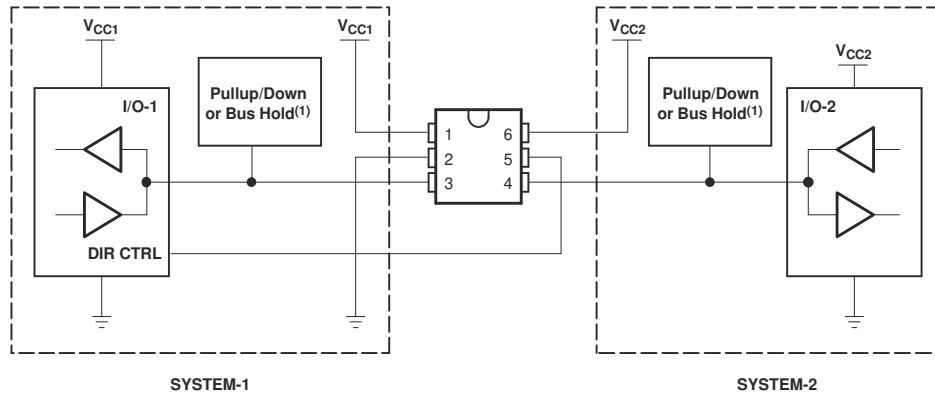 VCC1
VCC1
VCC2
VCC2
I/O-1
Pullup/Down
or Bus Hold(1)
Pullup/Down
or Bus Hold(1)
I/O-2
1
6
2
5
3
4
DIR CTRL
SYSTEM-1
SYSTEM-2